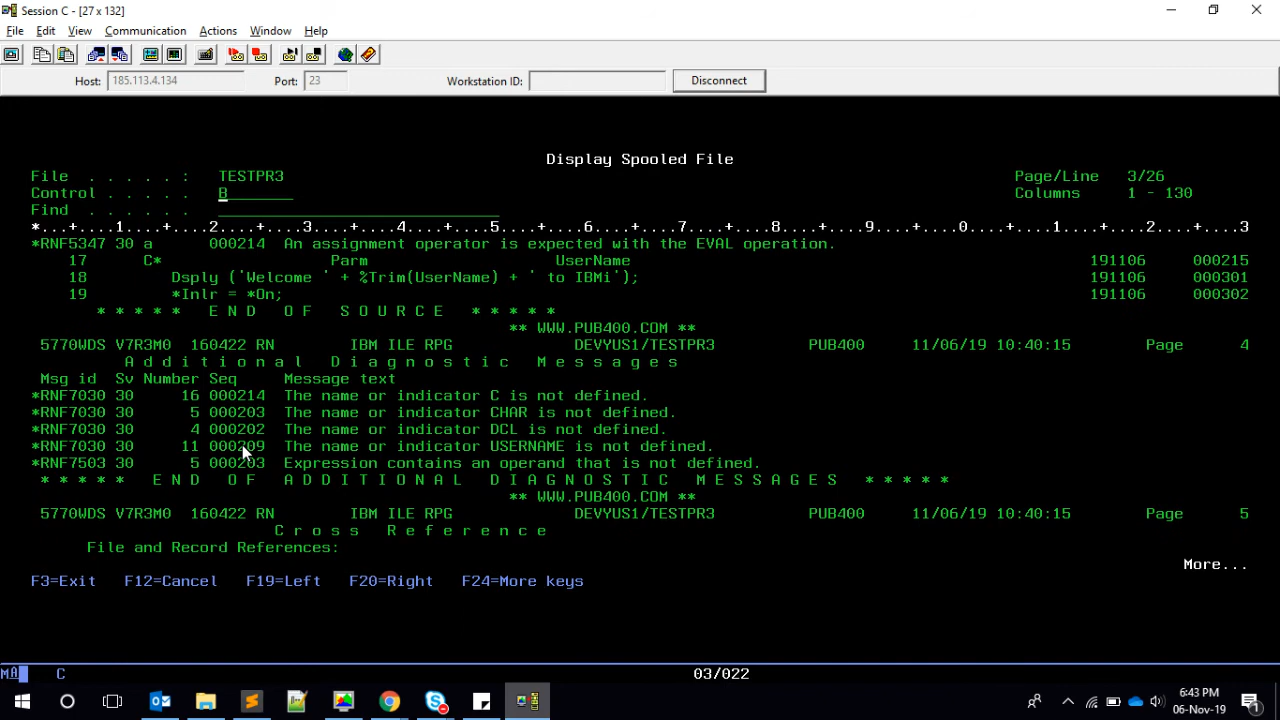 Session C - [27 x 132]
File Edit View Communication Actions Window Help
Host: 185.113.4.134 Port: 23 Workstation ID: Disconnect
Display Spooled File
File . . . . . : TESTPR3 Page/Line 3/26
Control . . . . . B Columns 1 - 130
Find . . . . . .
*...+....1....+....2....+....3....+....4....+....5....+....6....+....7....+....8....+....9....+....0....+....1....+....2....+....3
*RNF5347 30 a 000214 An assignment operator is expected with the EVAL operation.
17 C* Parm UserName 191106 000215
18 Dsply ('Welcome ' + %Trim(UserName) + ' to IBMi'); 191106 000301
19 *Inlr = *On; 191106 000302
* * * * * E N D O F S O U R C E * * * * *
** WWW.PUB400.COM **
5770WDS V7R3M0 160422 RN IBM ILE RPG DEVYUS1/TESTPR3 PUB400 11/06/19 10:40:15 Page 4
A d d i t i o n a l D i a g n o s t i c M e s s a g e s
Msg id Sv Number Seq Message text
*RNF7030 30 16 000214 The name or indicator C is not defined.
*RNF7030 30 5 000203 The name or indicator CHAR is not defined.
*RNF7030 30 4 000202 The name or indicator DCL is not defined.
*RNF7030 30 11 000209 The name or indicator USERNAME is not defined.
*RNF7503 30 5 000203 Expression contains an operand that is not defined.
* * * * * E N D O F A D D I T I O N A L D I A G N O S T I C M E S S A G E S * * * * *
** WWW.PUB400.COM **
5770WDS V7R3M0 160422 RN IBM ILE RPG DEVYUS1/TESTPR3 PUB400 11/06/19 10:40:15 Page 5
C r o s s R e f e r e n c e
File and Record References:
More...
F3=Exit F12=Cancel F19=Left F20=Right F24=More keys
MA C 03/022
6:43 PM
06-Nov-19